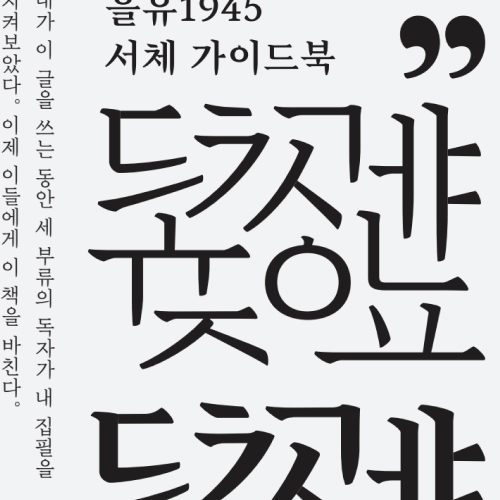 을유1945
서체 가이드북
”
내가 이 글을 쓰는 동안 세 부류의 독자가 내 집필을
지켜보았다. 이제 이들에게 이 책을 바친다.